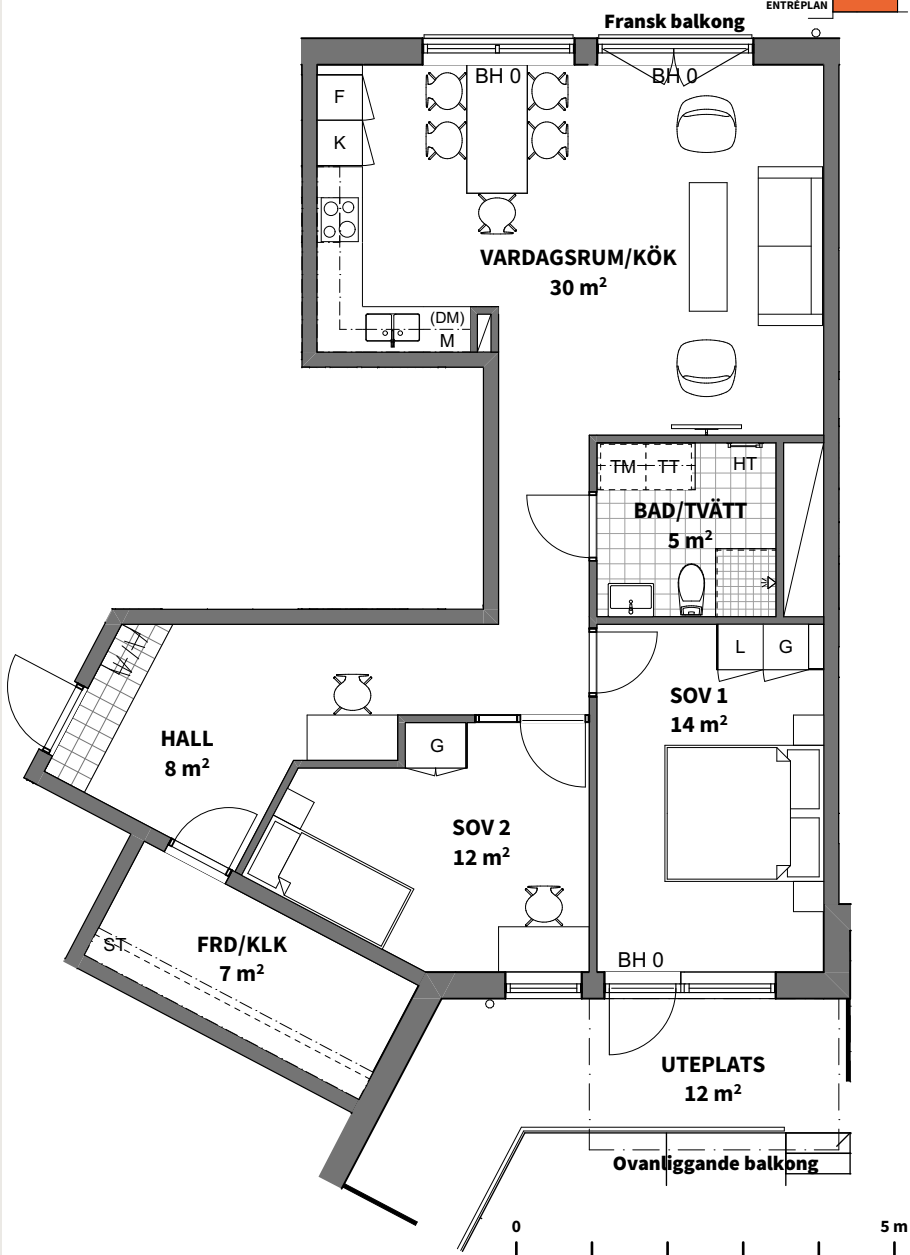 ENTRÉPLAN
Fransk balkong
BH 0
BH 0
F
K
VARDAGSRUM/KÖK
30 m²
(DM)
M
TM
TT
HT
BAD/TVÄTT
5 m²
L
G
SOV 1
14 m²
HALL
8 m²
G
SOV 2
12 m²
ST
FRD/KLK
7 m²
BH 0
UTEPLATS
12 m²
Ovanliggande balkong
0
5 m